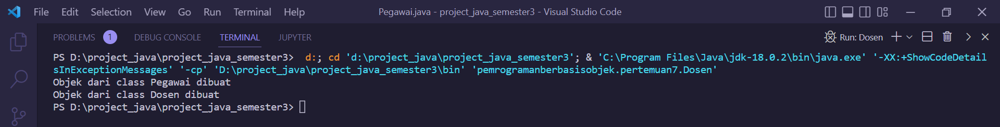 File Edit Selection View Go Run Terminal Help Pegawai.java - project_java_semester3 - Visual Studio Code
PROBLEMS 1 DEBUG CONSOLE TERMINAL JUPYTER Run: Dosen
PS D:\project_java\project_java_semester3>  d:; cd 'd:\project_java\project_java_semester3'; & 'C:\Program Files\Java\jdk-18.0.2\bin\java.exe' '-XX:+ShowCodeDetail
sInExceptionMessages' '-cp' 'D:\project_java\project_java_semester3\bin' 'pemrogramanberbasisobjek.pertemuan7.Dosen'
Objek dari class Pegawai dibuat
Objek dari class Dosen dibuat
PS D:\project_java\project_java_semester3>